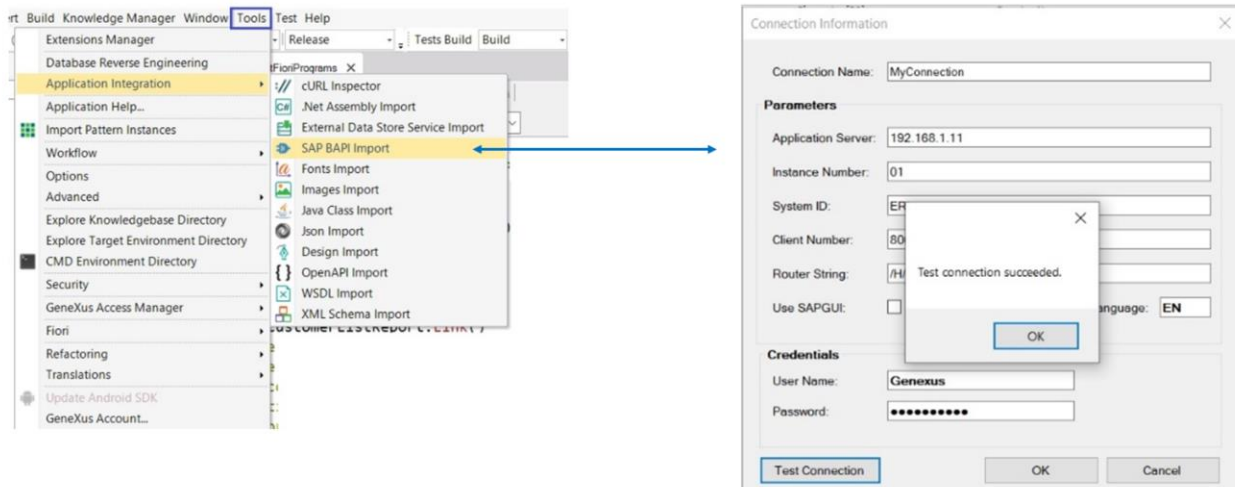 Build Knowledge Manager Window Tools Test Help
Extensions Manager
Release
Tests Build Build
Database Reverse Engineering
tFioriPrograms X
Application Integration
Application Help...
Import Pattern Instances
Workflow
Options
Advanced
Explore Knowledgebase Directory
Explore Target Environment Directory
CMD Environment Directory
Security
GeneXus Access Manager
Fiori
Refactoring
Translations
Update Android SDK
GeneXus Account...
cURL Inspector
.Net Assembly Import
External Data Store Service Import
SAP BAPI Import
Fonts Import
Images Import
Java Class Import
Json Import
Design Import
OpenAPI Import
WSDL Import
XML Schema Import
CustomerListReport.Link()
Connection Information
Connection Name: MyConnection
Parameters
Application Server: 192.168.1.11
Instance Number: 01
System ID:
Client Number:
Router String:
Use SAPGUI:
EN
Test connection succeeded.
OK
Credentials
User Name: Genexus
Password: ●●●●●●●●●●
Test Connection OK Cancel